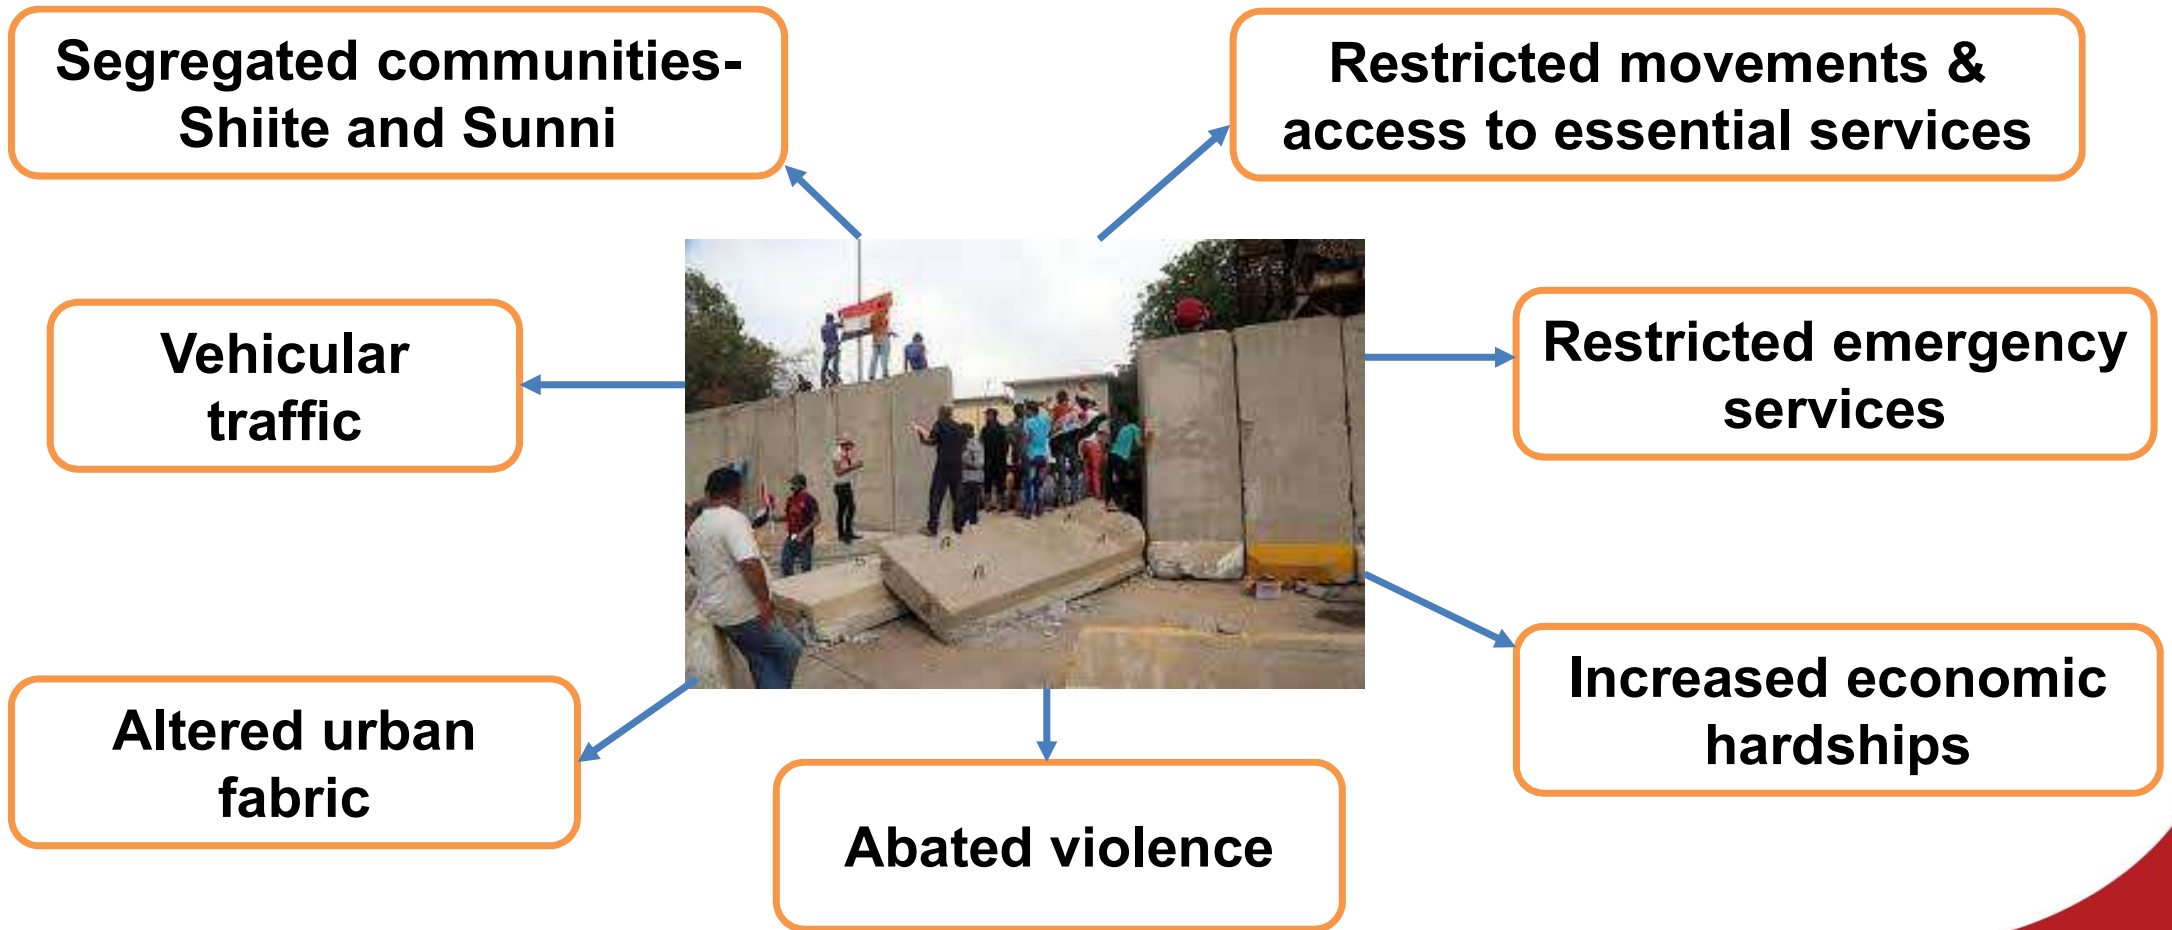 Segregated communities-
Shiite and Sunni
Restricted movements &
access to essential services
Vehicular
traffic
Restricted emergency
services
Altered urban
fabric
Increased economic
hardships
Abated violence